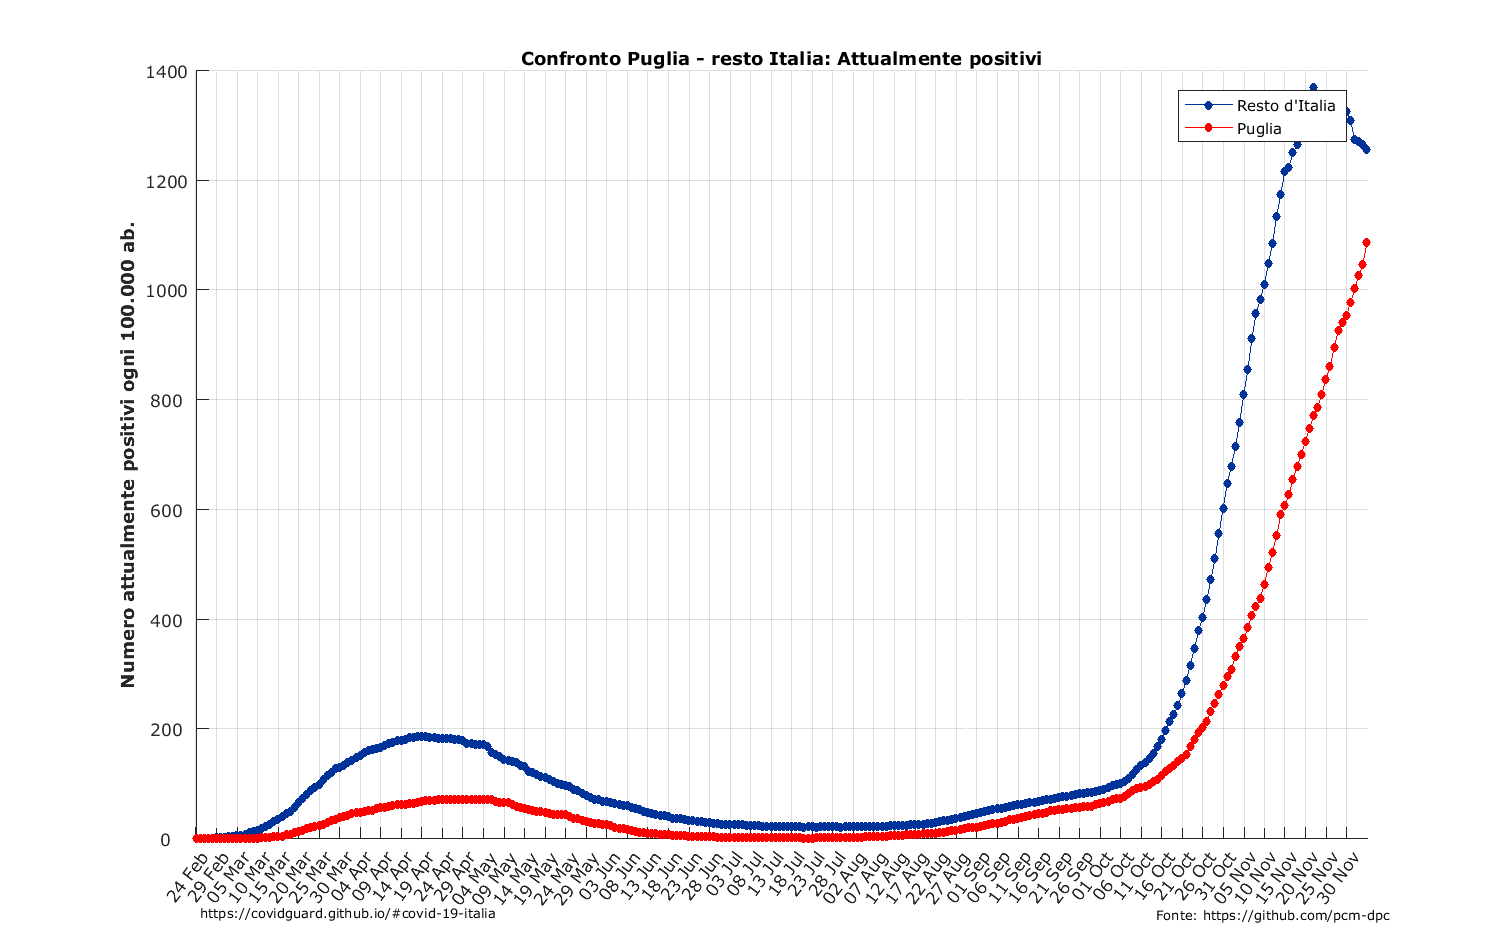 Confronto Puglia - resto Italia: Attualmente positivi
Numero attualmente positivi ogni 100.000 ab.
1400
1200
1000
800
600
400
200
0
Resto d'Italia
Puglia
24 Feb
29 Feb
05 Mar
10 Mar
15 Mar
20 Mar
25 Mar
30 Mar
04 Apr
09 Apr
14 Apr
19 Apr
24 Apr
29 Apr
04 May
09 May
14 May
19 May
24 May
29 May
03 Jun
08 Jun
13 Jun
18 Jun
23 Jun
28 Jun
03 Jul
08 Jul
13 Jul
18 Jul
23 Jul
28 Jul
02 Aug
07 Aug
12 Aug
17 Aug
22 Aug
27 Aug
01 Sep
06 Sep
11 Sep
16 Sep
21 Sep
26 Sep
01 Oct
06 Oct
11 Oct
16 Oct
21 Oct
26 Oct
31 Oct
05 Nov
10 Nov
15 Nov
20 Nov
25 Nov
30 Nov
https://covidguard.github.io/#covid-19-italia
Fonte: https://github.com/pcm-dpc